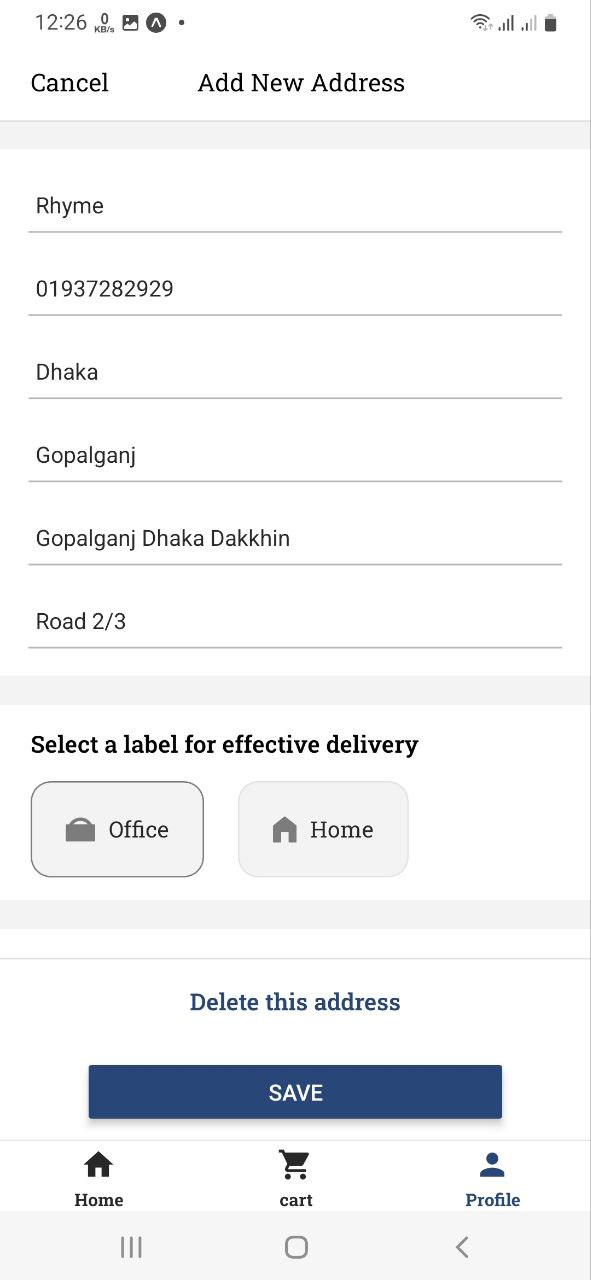 12:26 0 KB/s
Cancel Add New Address
Rhyme
01937282929
Dhaka
Gopalganj
Gopalganj Dhaka Dakkhin
Road 2/3
Select a label for effective delivery
Office Home
Delete this address
SAVE
Home cart Profile